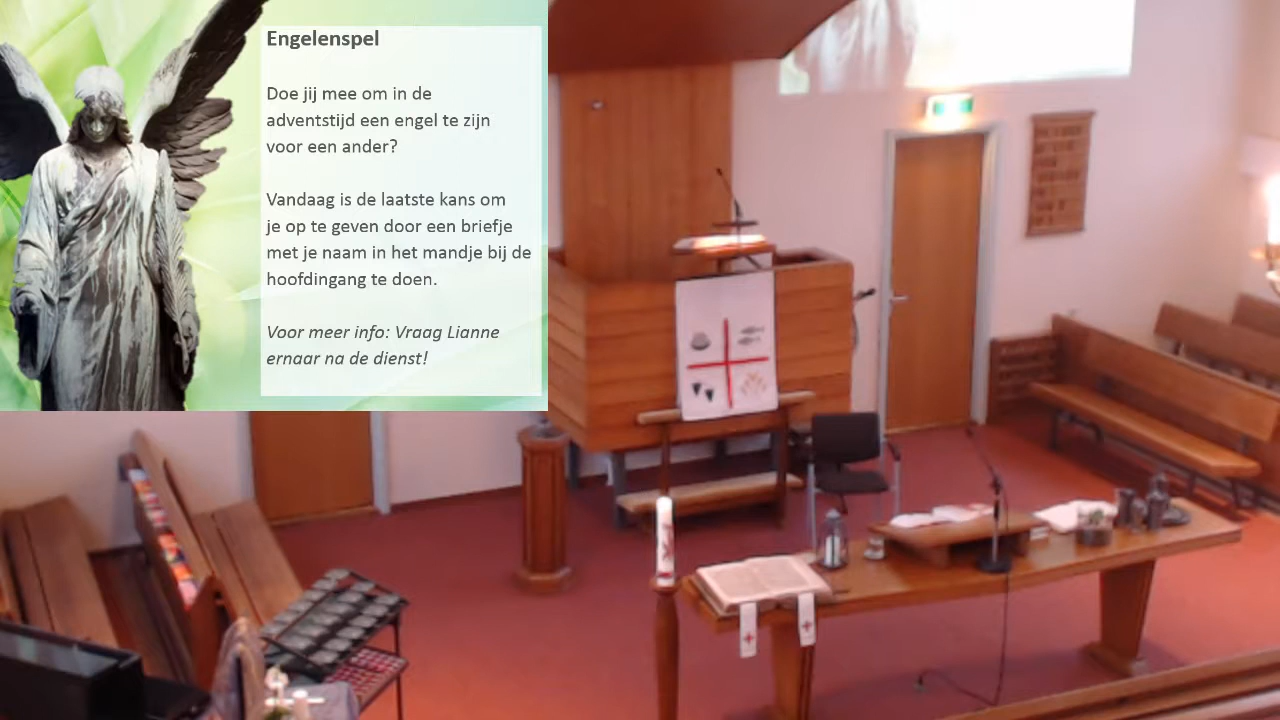 Engelenspel
Doe jij mee om in de
adventstijd een engel te zijn
voor een ander?
Vandaag is de laatste kans om
je op te geven door een briefje
met je naam in het mandje bij de
hoofdingang te doen.
Voor meer info: Vraag Lianne
ernaar na de dienst!